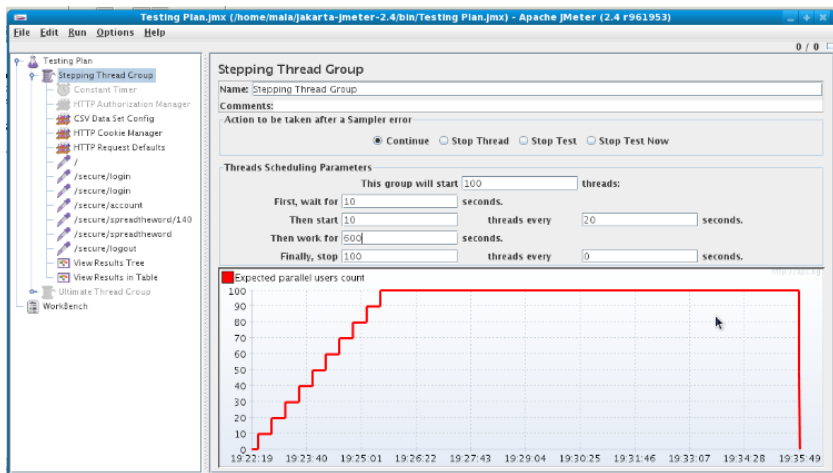 Testing Plan.jmx (/home/mala/jakarta-jmeter-2.4/bin/Testing Plan.jmx) - Apache JMeter (2.4 r961953)
File Edit Run Options Help
0 / 0
Testing Plan
Stepping Thread Group
Constant Timer
HTTP Authorization Manager
CSV Data Set Config
HTTP Cookie Manager
HTTP Request Defaults
/
/secure/login
/secure/login
/secure/account
/secure/spreadtheword/140
/secure/spreadtheword
/secure/logout
View Results Tree
View Results in Table
Ultimate Thread Group
WorkBench
Stepping Thread Group
Name: Stepping Thread Group
Comments:
Action to be taken after a Sampler error
Continue Stop Thread Stop Test Stop Test Now
Threads Scheduling Parameters
This group will start 100 threads:
First, wait for 10 seconds.
Then start 10 threads every 20 seconds.
Then work for 600 seconds.
Finally, stop 100 threads every 0 seconds.
Expected parallel users count
100
90
80
70
60
50
40
30
20
10
0
19:22:19 19:23:40 19:25:01 19:26:22 19:27:43 19:29:04 19:30:25 19:31:46 19:33:07 19:34:28 19:35:49